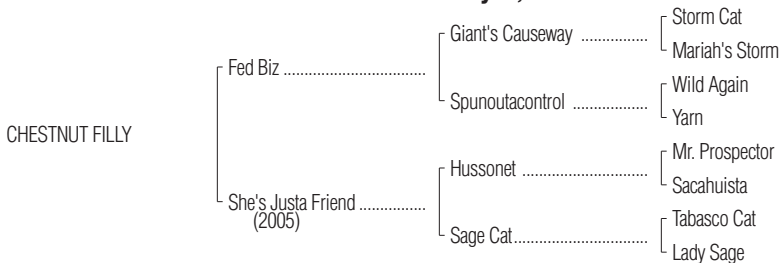 CHESTNUT FILLY
Fed Biz ....................................
She's Justa Friend .................
(2005)
Giant's Causeway ................
Spunoutacontrol ..................
Hussonet ..............................
Sage Cat................................
Storm Cat
Mariah's Storm
Wild Again
Yarn
Mr. Prospector
Sacahuista
Tabasco Cat
Lady Sage